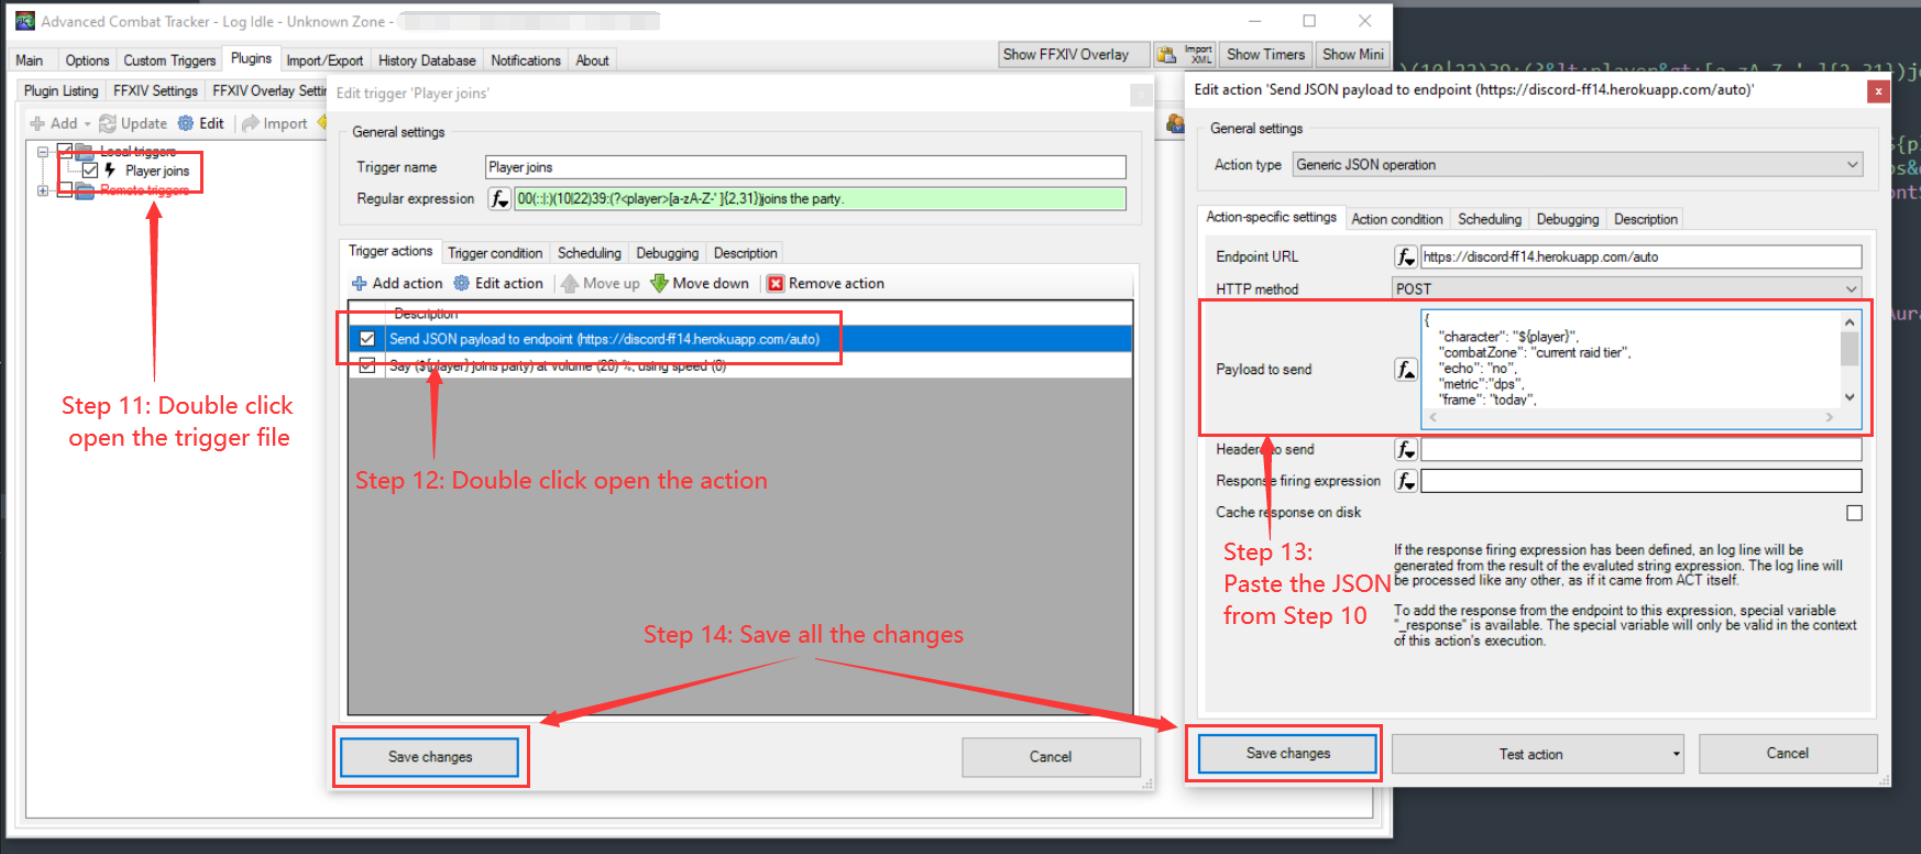 Advanced Combat Tracker - Log Idle - Unknown Zone -
Main Options Custom Triggers Plugins Import/Export History Database Notifications About
Show FFXIV Overlay Import XML Show Timers Show Mini
Plugin Listing FFXIV Settings FFXIV Overlay Settin
Add Update Edit Import
Local triggers
Player joins
Remote triggers
Step 11: Double click
open the trigger file
Edit trigger 'Player joins'
General settings
Trigger name Player joins
Regular expression 00(::|:)(10|22)39:(?<player>[a-zA-Z-' ]{2,31})joins the party.
Trigger actions Trigger condition Scheduling Debugging Description
Add action Edit action Move up Move down Remove action
Description
Send JSON payload to endpoint (https://discord-ff14.herokuapp.com/auto)
Say (${player} joins party) at volume (20) %, using speed (0)
Step 12: Double click open the action
Step 14: Save all the changes
Save changes Cancel
)(10|22)39:(?&lt;player&gt;[a-zA-Z-' ]{2,31})jo
Edit action 'Send JSON payload to endpoint (https://discord-ff14.herokuapp.com/auto)'
x
General settings
Action type Generic JSON operation
Action-specific settings Action condition Scheduling Debugging Description
Endpoint URL https://discord-ff14.herokuapp.com/auto
HTTP method POST
Payload to send
{
"character": "${player}",
"combatZone": "current raid tier",
"echo": "no",
"metric":"dps",
"frame": "today",
Headers to send
Response firing expression
Cache response on disk
If the response firing expression has been defined, an log line will be
generated from the result of the evaluted string expression. The log line will
be processed like any other, as if it came from ACT itself.
To add the response from the endpoint to this expression, special variable
"_response" is available. The special variable will only be valid in the context
of this action's execution.
Step 13:
Paste the JSON
from Step 10
Save changes Test action Cancel